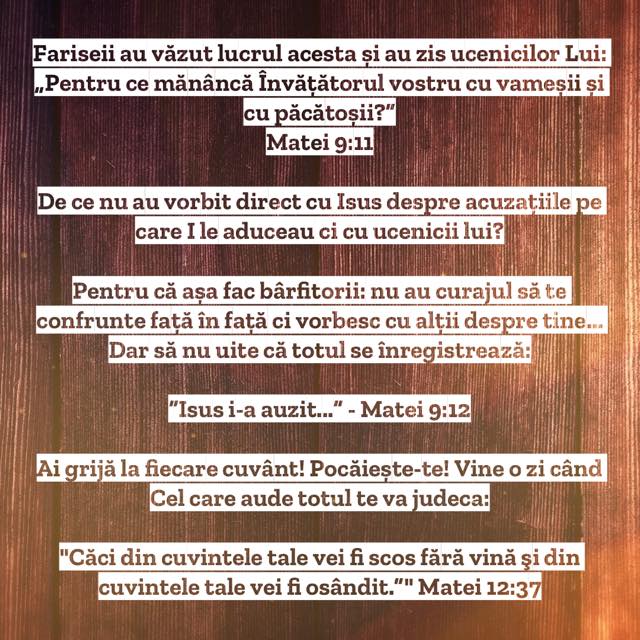 Fariseii au văzut lucrul acesta și au zis ucenicilor Lui:
„Pentru ce mănâncă Învățătorul vostru cu vameșii și
cu păcătoșii?”
Matei 9:11
De ce nu au vorbit direct cu Isus despre acuzațiile pe
care I le aduceau ci cu ucenicii lui?
Pentru că așa fac bârfitorii: nu au curajul să te
confrunte față în față ci vorbesc cu alții despre tine...
Dar să nu uite că totul se înregistrează:
”Isus i-a auzit...” - Matei 9:12
Ai grijă la fiecare cuvânt! Pocăiește-te! Vine o zi când
Cel care aude totul te va judeca:
"Căci din cuvintele tale vei fi scos fără vină şi din
cuvintele tale vei fi osândit.”" Matei 12:37